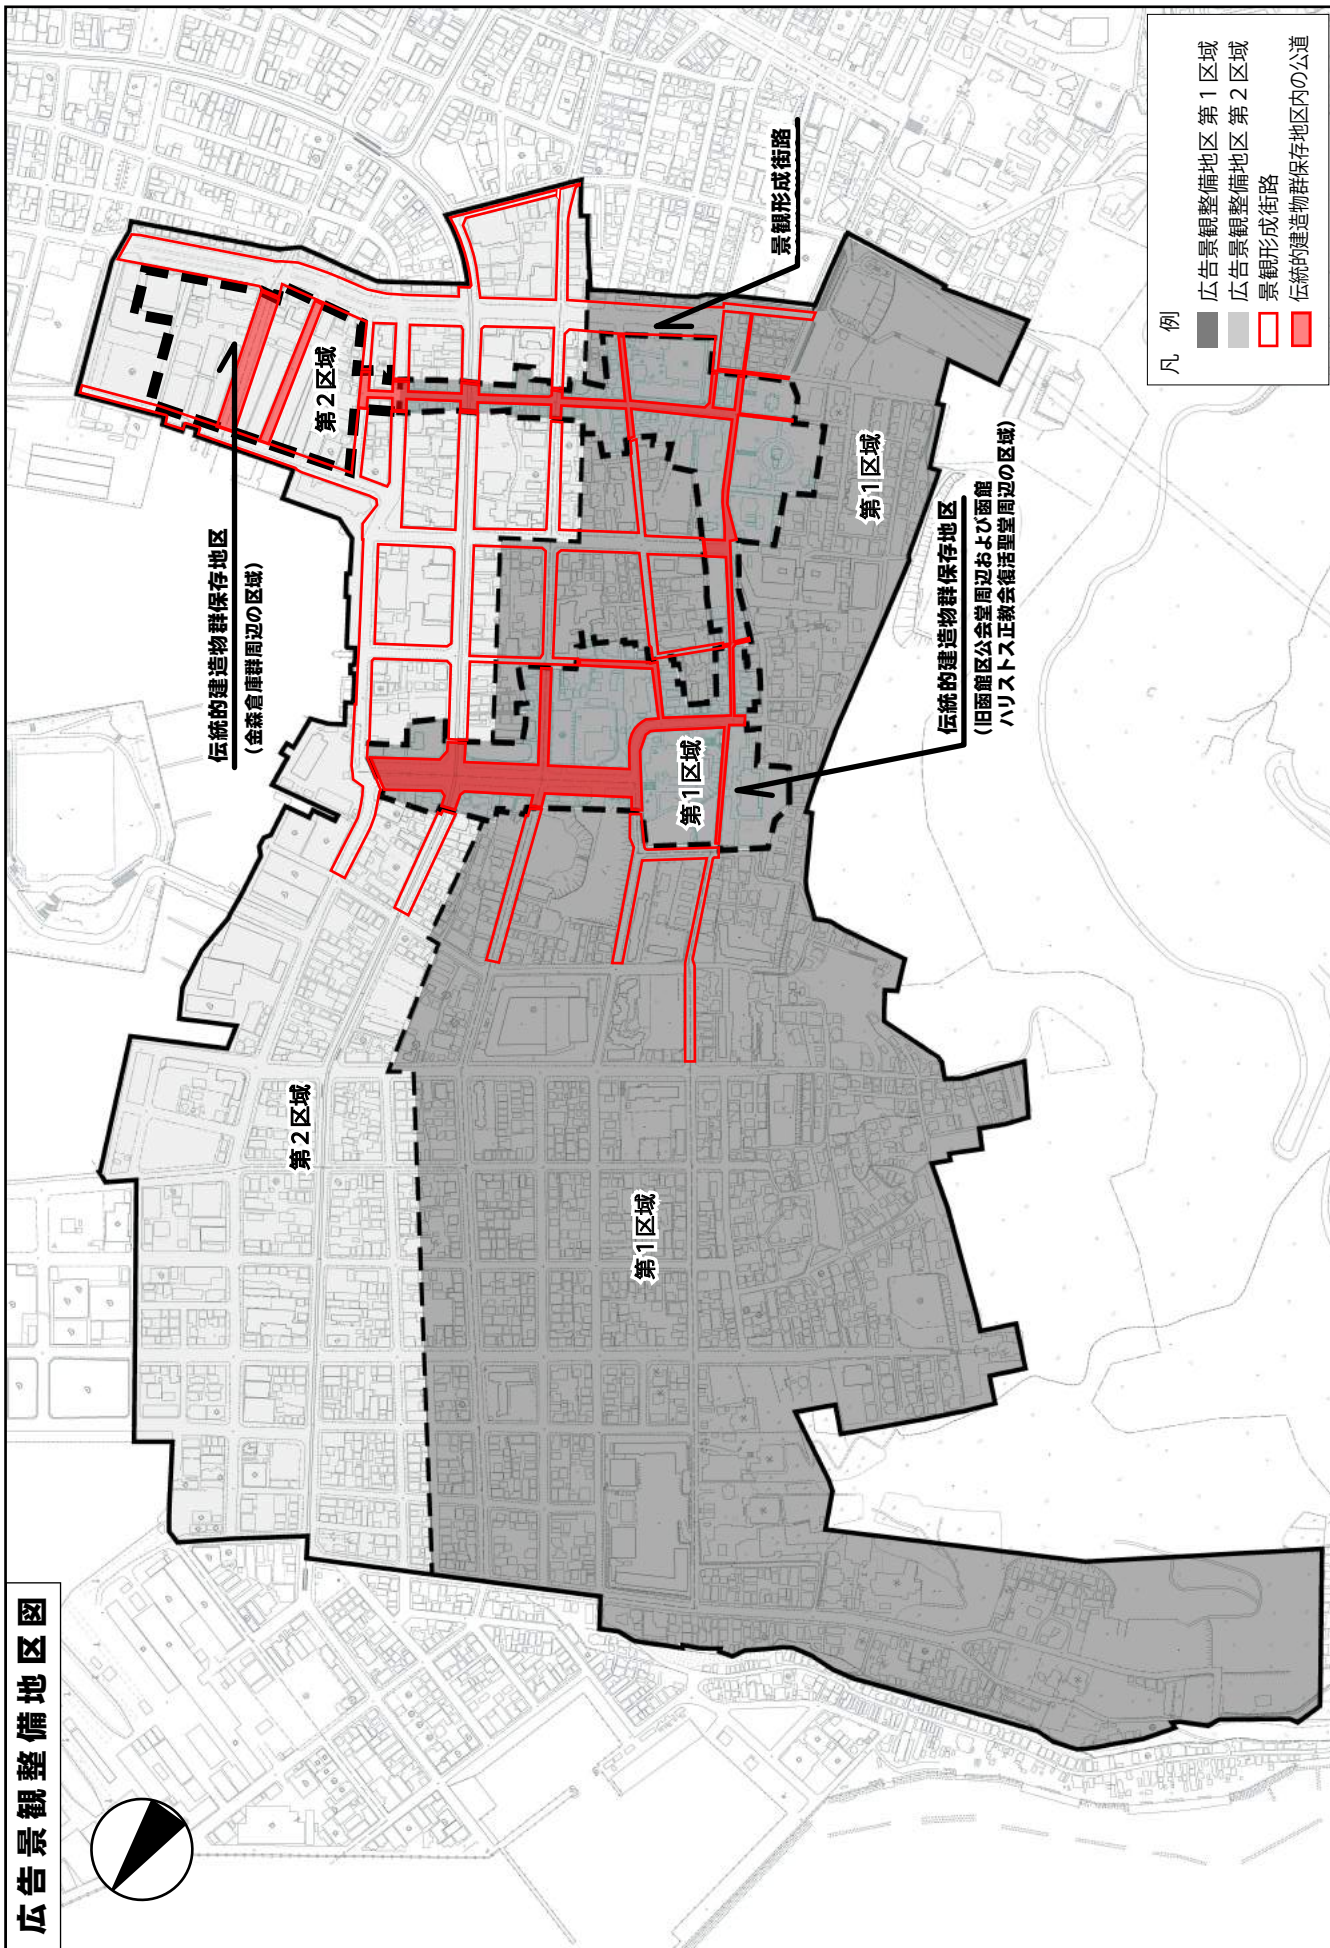 広告景観整備地区図
第2区域
第1区域
第1区域
伝統的建造物群保存地区
(金森倉庫群周辺の区域)
第2区域
景観形成街路
第1区域
伝統的建造物群保存地区
(旧函館区公会堂周辺および函館
ハリストス正教会復活聖堂周辺の区域)
凡 例
広告景観整備地区 第1区域
広告景観整備地区 第2区域
景観形成街路
伝統的建造物群保存地区内の公道